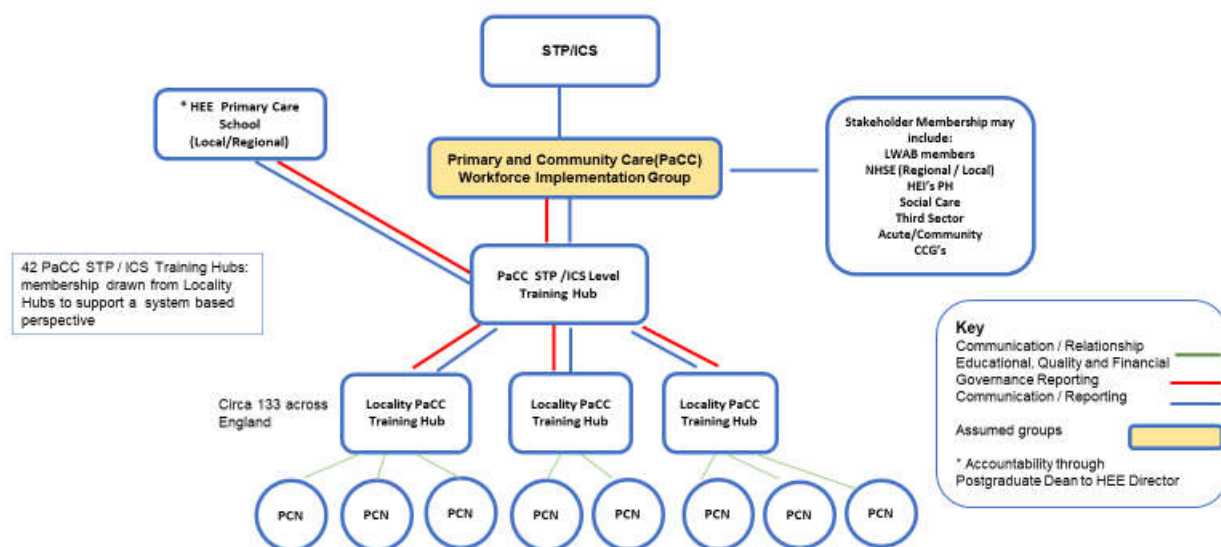 STP/ICS
* HEE Primary Care
School
(Local/Regional)
Primary and Community Care(PaCC)
Workforce Implementation Group
Stakeholder Membership may
include:
LWAB members
NHSE (Regional / Local)
HEI's PH
Social Care
Third Sector
Acute/Community
CCG's
42 PaCC STP / ICS Training Hubs:
membership drawn from Locality
Hubs to support a system based
perspective
PaCC STP /ICS Level
Training Hub
Circa 133 across
England
Locality PaCC
Training Hub
Locality PaCC
Training Hub
Locality PaCC
Training Hub
PCN
PCN
PCN
PCN
PCN
PCN
PCN
PCN
Key
Communication / Relationship
Educational, Quality and Financial
Governance Reporting
Communication / Reporting
Assumed groups
* Accountability through
Postgraduate Dean to HEE Director